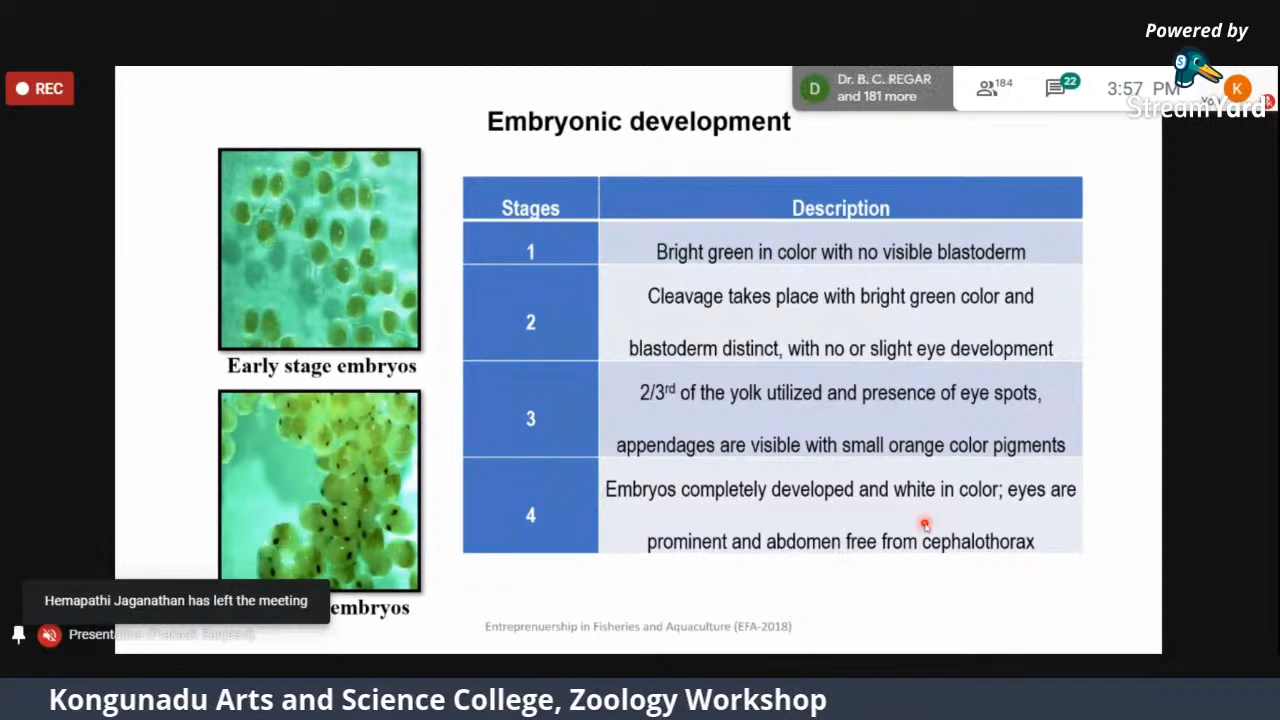 Powered by
StreamYard
REC
D
Dr. B. C. REGAR
and 181 more
184
22
3:57 PM
K
Embryonic development
Early stage embryos
embryos
Stages
Description
1
Bright green in color with no visible blastoderm
2
Cleavage takes place with bright green color and
blastoderm distinct, with no or slight eye development
3
2/3rd of the yolk utilized and presence of eye spots,
appendages are visible with small orange color pigments
4
Embryos completely developed and white in color; eyes are
prominent and abdomen free from cephalothorax
Hemapathi Jaganathan has left the meeting
Entreprenuership in Fisheries and Aquaculture (EFA-2018)
Kongunadu Arts and Science College, Zoology Workshop